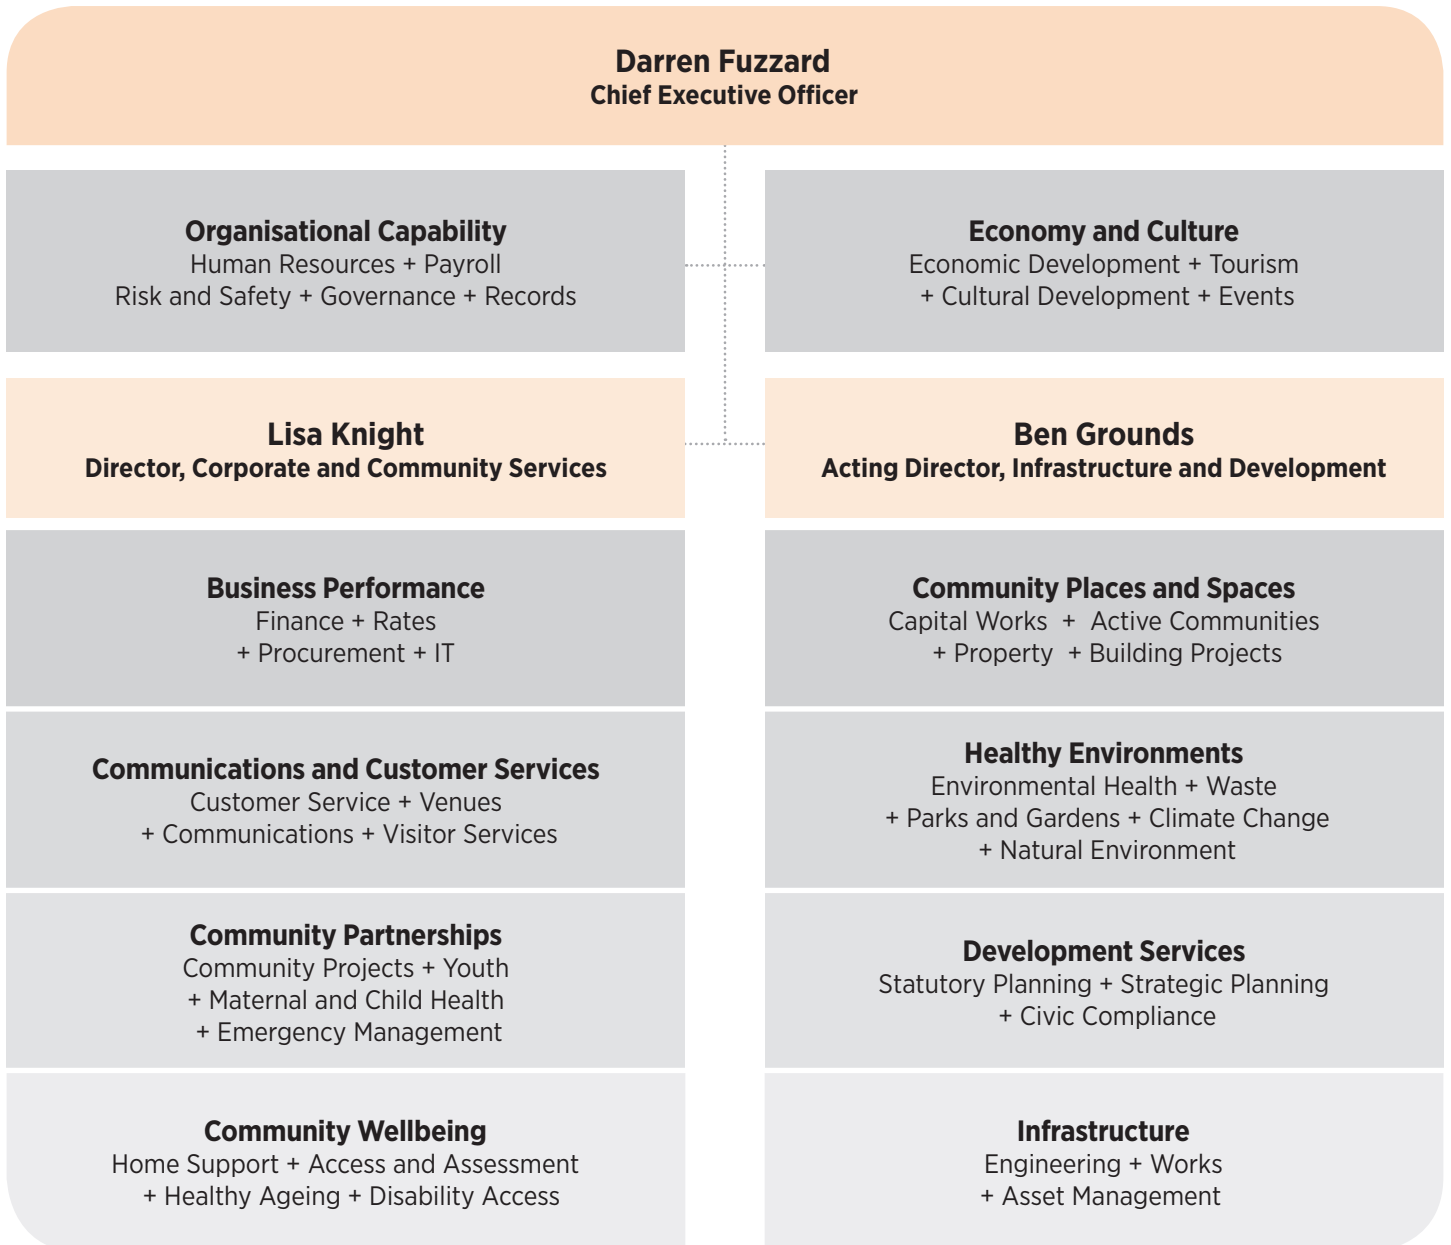 Darren Fuzzard
Chief Executive Officer
Organisational Capability
Human Resources + Payroll
Risk and Safety + Governance + Records
Economy and Culture
Economic Development + Tourism
+ Cultural Development + Events
Lisa Knight
Director, Corporate and Community Services
Ben Grounds
Acting Director, Infrastructure and Development
Business Performance
Finance + Rates
+ Procurement + IT
Community Places and Spaces
Capital Works + Active Communities
+ Property + Building Projects
Communications and Customer Services
Customer Service + Venues
+ Communications + Visitor Services
Healthy Environments
Environmental Health + Waste
+ Parks and Gardens + Climate Change
+ Natural Environment
Community Partnerships
Community Projects + Youth
+ Maternal and Child Health
+ Emergency Management
Development Services
Statutory Planning + Strategic Planning
+ Civic Compliance
Community Wellbeing
Home Support + Access and Assessment
+ Healthy Ageing + Disability Access
Infrastructure
Engineering + Works
+ Asset Management